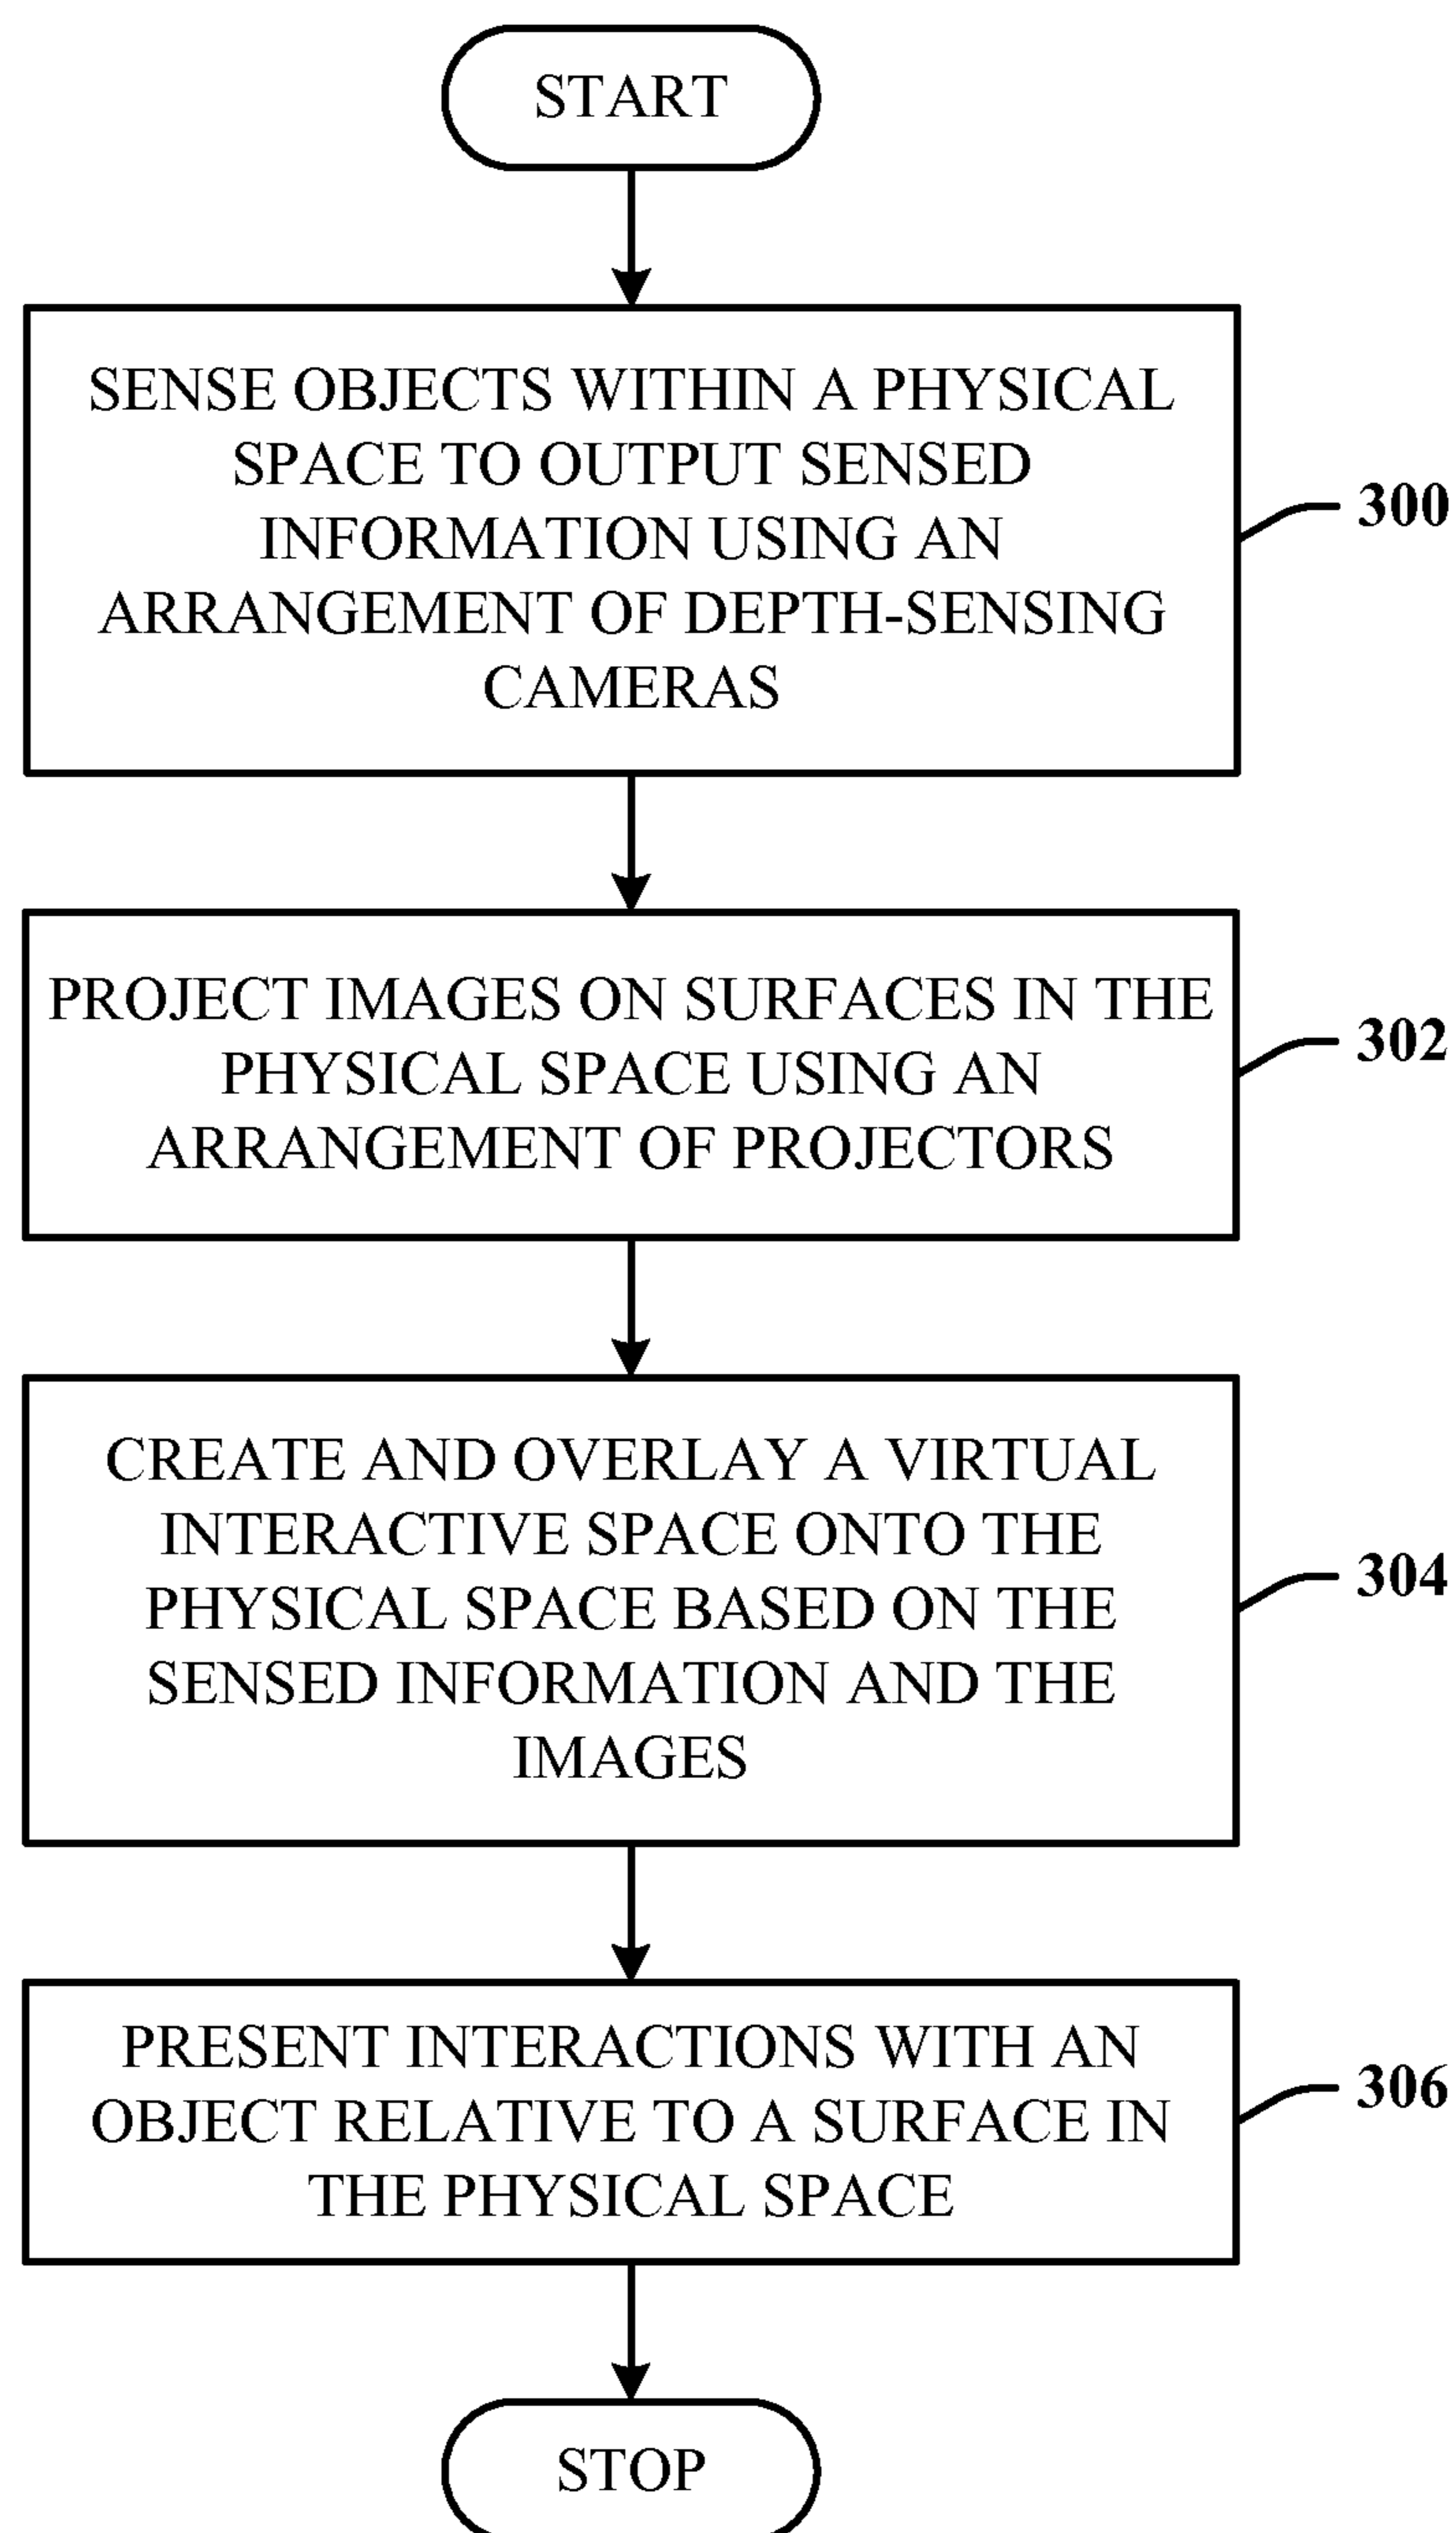 START
SENSE OBJECTS WITHIN A PHYSICAL
SPACE TO OUTPUT SENSED
INFORMATION USING AN
ARRANGEMENT OF DEPTH-SENSING
CAMERAS
300
PROJECT IMAGES ON SURFACES IN THE
PHYSICAL SPACE USING AN
ARRANGEMENT OF PROJECTORS
302
CREATE AND OVERLAY A VIRTUAL
INTERACTIVE SPACE ONTO THE
PHYSICAL SPACE BASED ON THE
SENSED INFORMATION AND THE
IMAGES
304
PRESENT INTERACTIONS WITH AN
OBJECT RELATIVE TO A SURFACE IN
THE PHYSICAL SPACE
306
STOP